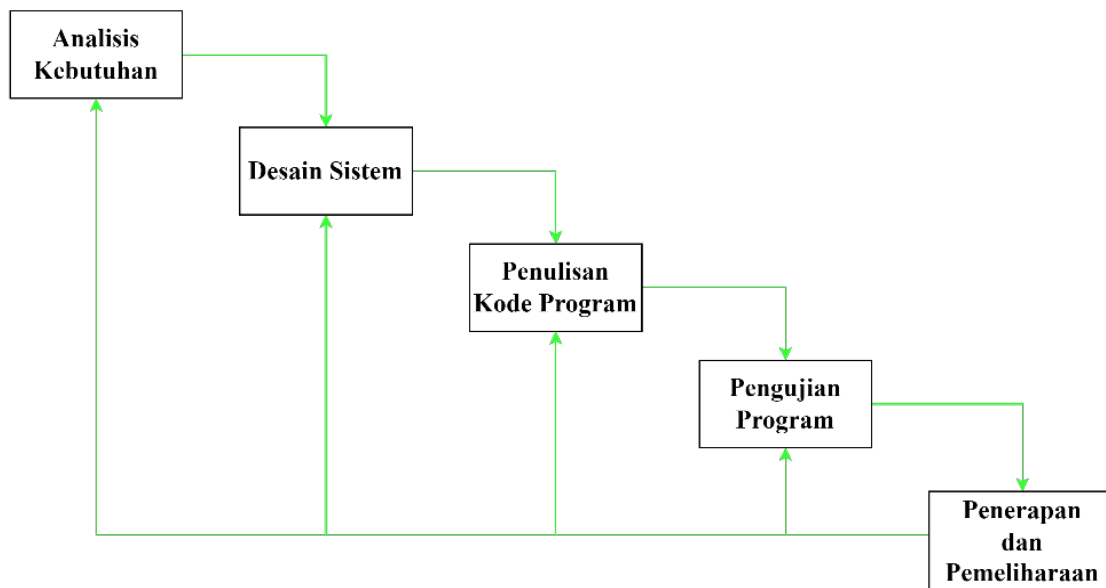 Analisis
Kebutuhan
Desain Sistem
Penulisan
Kode Program
Pengujian
Program
Penerapan
dan
Pemeliharaan